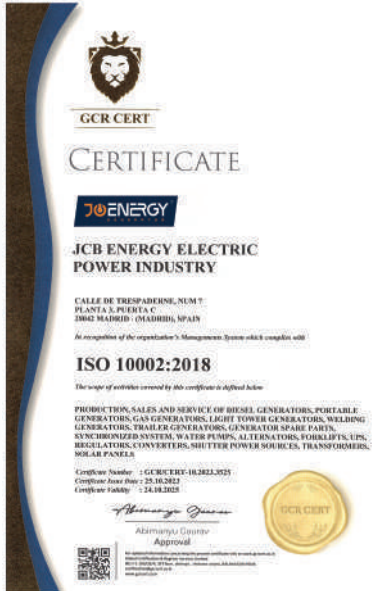 GCR CERT
CERTIFICATE
JCBENERGY
JCB ENERGY ELECTRIC
POWER INDUSTRY
CALLE DE TRESPADERNE, NUM 7
PLANTA 3, PUERTA C
28042 MADRID - (MADRID), SPAIN
In recognition of the organization's Managements System which complies with
ISO 10002:2018
The scope of activities covered by this certificate is defined below
PRODUCTION, SALES AND SERVICE OF DIESEL GENERATORS, PORTABLE
GENERATORS, GAS GENERATORS, LIGHT TOWER GENERATORS, WELDING
GENERATORS, TRAILER GENERATORS, GENERATOR SPARE PARTS,
SYNCHRONIZED SYSTEM, WATER PUMPS, ALTERNATORS, FORKLIFTS, UPS,
REGULATORS, CONVERTERS, SHUTTER POWER SOURCES, TRANSFORMERS,
SOLAR PANELS
Certificate Number : GCR/CERT-10.2023.3525
Certificate Issue Date : 25.10.2023
Certificate Validity : 24.10.2025
Abimanyu Gourav
Abimanyu Gourav
Approval
GCR CERT